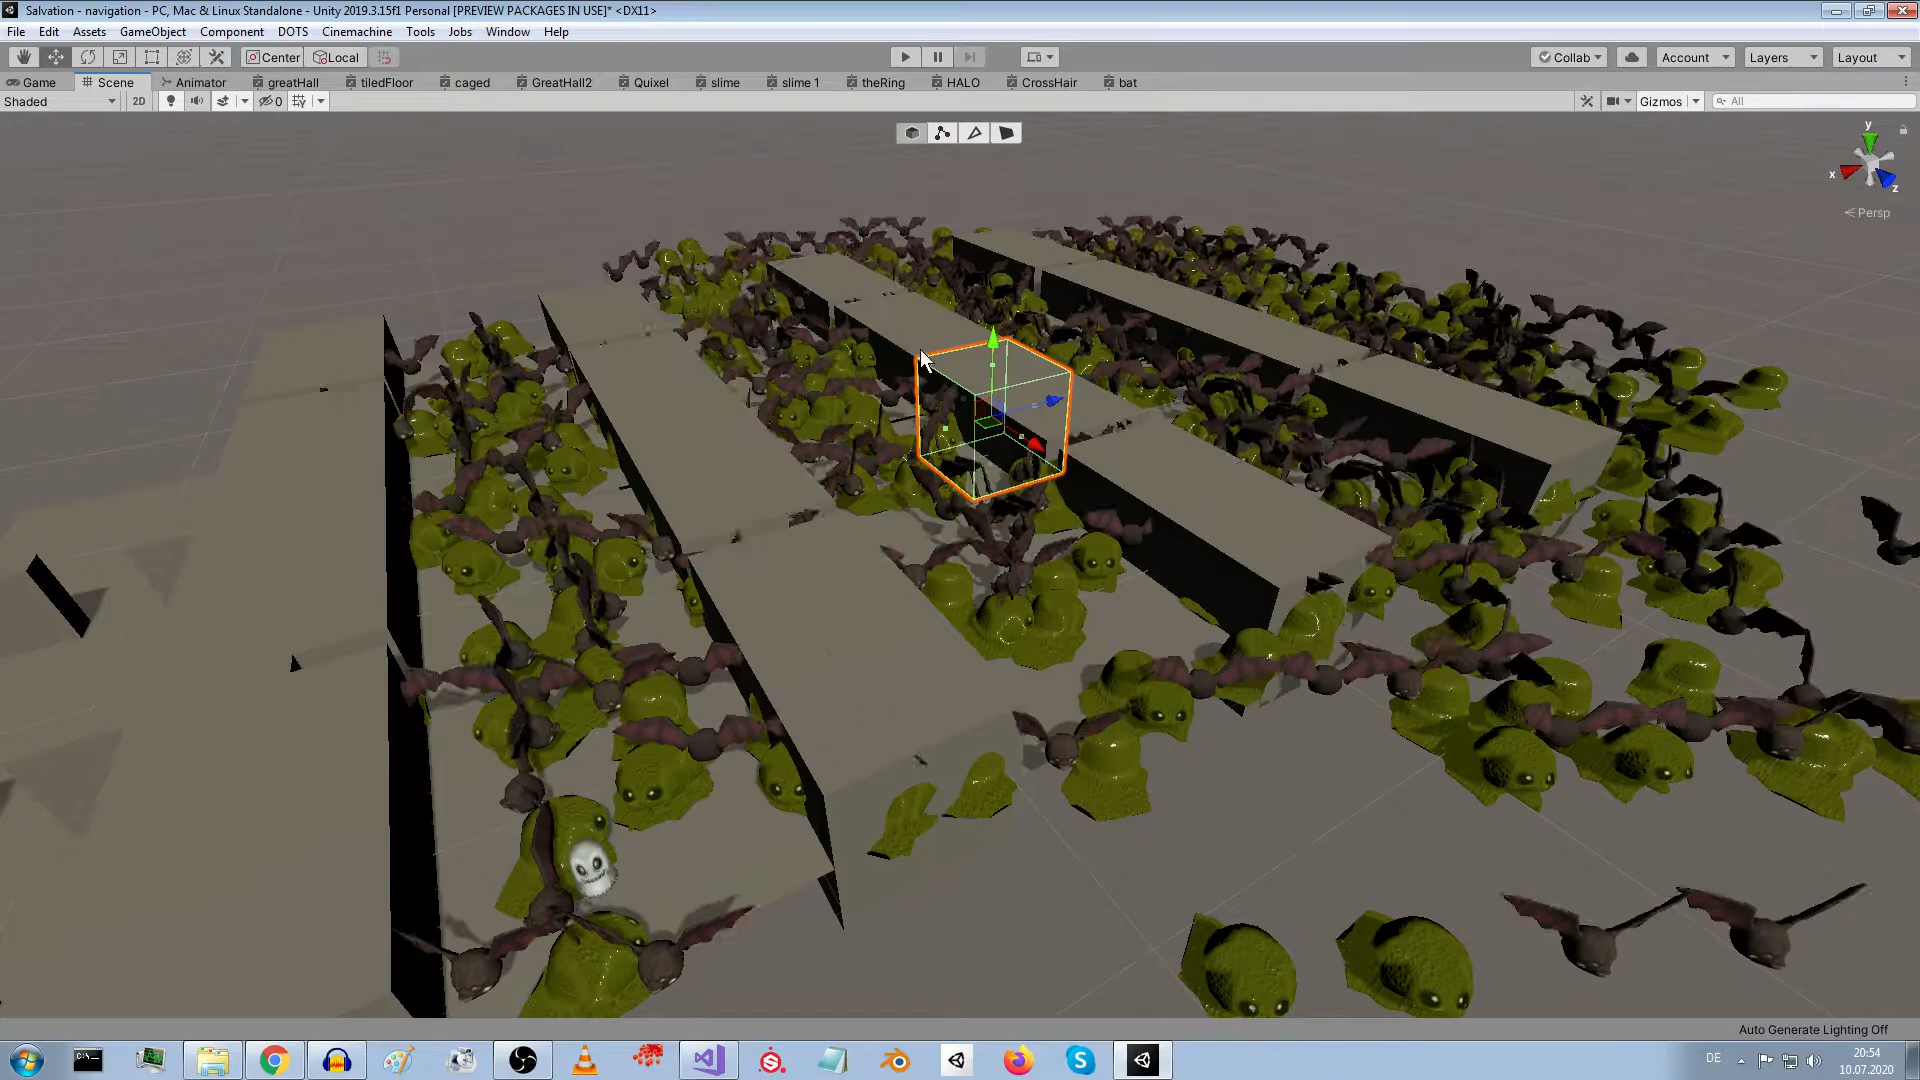 Salvation - navigation - PC, Mac & Linux Standalone - Unity 2019.3.15f1 Personal [PREVIEW PACKAGES IN USE]* <DX11>
File Edit Assets GameObject Component DOTS Cinemachine Tools Jobs Window Help
Center Local Collab Account Layers Layout
Game Scene Animator greatHall tiledFloor caged GreatHall2 Quixel slime slime 1 theRing HALO CrossHair bat
Shaded 2D 0 Gizmos All
y
x
z
Persp
Auto Generate Lighting Off
C:\_
DE
20:54
10.07.2020